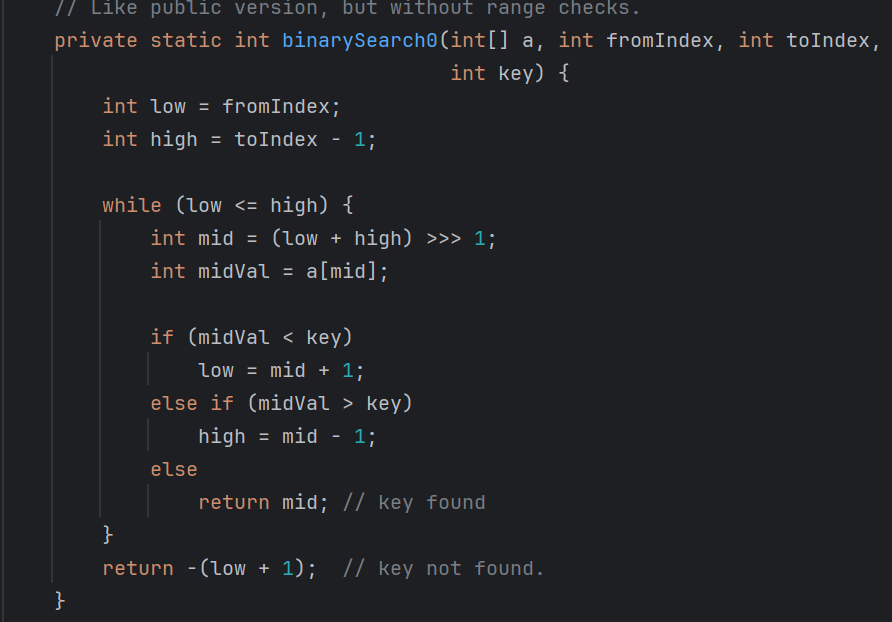 // Like public version, but without range checks.
private static int binarySearch0(int[] a, int fromIndex, int toIndex,
int key) {
int low = fromIndex;
int high = toIndex - 1;
while (low <= high) {
int mid = (low + high) >>> 1;
int midVal = a[mid];
if (midVal < key)
low = mid + 1;
else if (midVal > key)
high = mid - 1;
else
return mid; // key found
}
return -(low + 1);  // key not found.
}